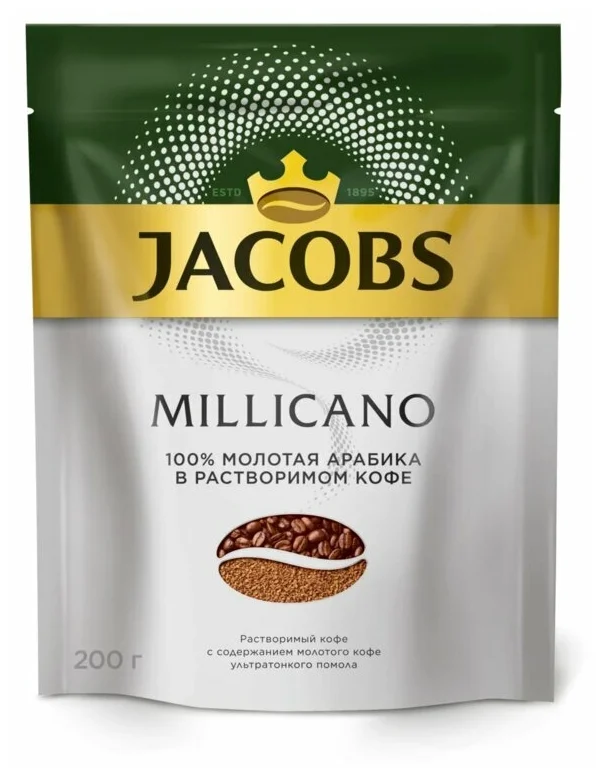 ESTD 1895
JACOBS
MILLICANO
100% МОЛОТАЯ АРАБИКА
В РАСТВОРИМОМ КОФЕ
Растворимый кофе
с содержанием молотого кофе
ультратонкого помола
200 г